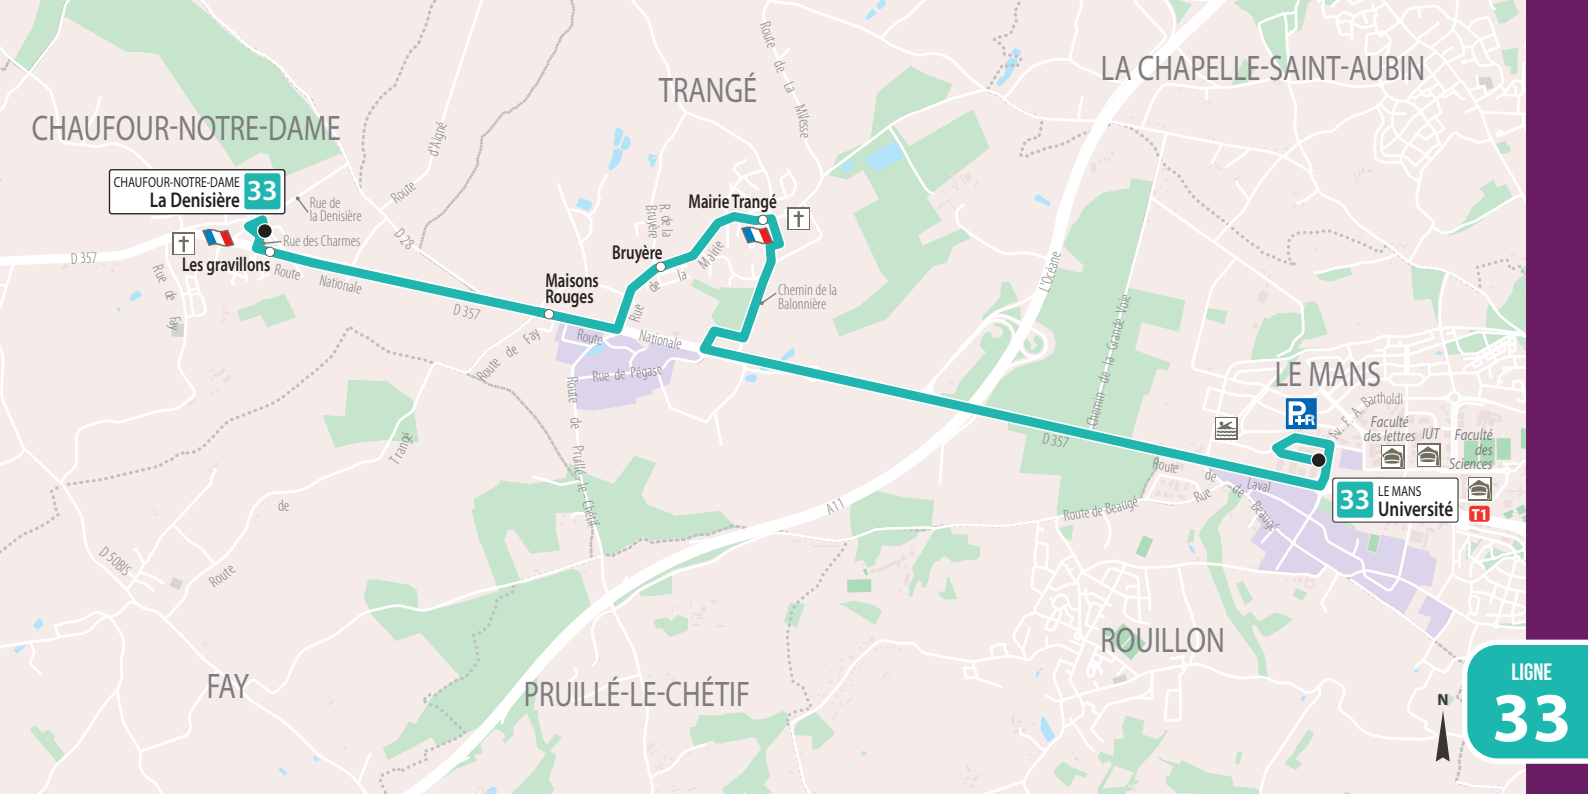 LA CHAPELLE-SAINT-AUBIN
TRANGÉ
CHAUFOUR-NOTRE-DAME
Route de La Milesse
d'Aigné
Route
D 28
CHAUFOUR-NOTRE-DAME
La Denisière
33
Rue de
la Denisière
Rue des Charmes
Les gravillons
D 357
Rue de Fay
Route Nationale
D 357
Maisons
Rouges
Bruyère
R. de la
Bruyère
Mairie Trangé
Rue de la Mairie
Chemin de la
Balonnière
Route Nationale
Rue de Pégase
Route de Fay
Route de Pruillé-le-Chétif
Trangé
de
Route
D 50BIS
L'Océane
A11
Chemin de la Grande Voie
D 357
LE MANS
P+R
Av. F. A. Bartholdi
Faculté
des lettres
IUT
Faculté
des
Sciences
Route de Laval
Rue de Beaugé
Route de Beaugé
33
LE MANS
Université
T1
ROUILLON
FAY
PRUILLÉ-LE-CHÉTIF
N
LIGNE
33